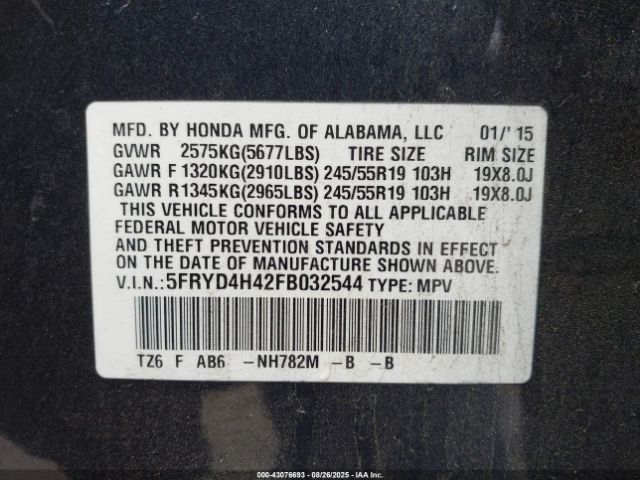 MFD. BY HONDA MFG. OF ALABAMA, LLC 01/'15
GVWR 2575KG(5677LBS) TIRE SIZE RIM SIZE
GAWR F 1320KG(2910LBS) 245/55R19 103H 19X8.0J
GAWR R1345KG(2965LBS) 245/55R19 103H 19X8.0J
THIS VEHICLE CONFORMS TO ALL APPLICABLE
FEDERAL MOTOR VEHICLE SAFETY
AND THEFT PREVENTION STANDARDS IN EFFECT
ON THE DATE OF MANUFACTURE SHOWN ABOVE.
V.I.N.: 5FRYD4H42FB032544 TYPE: MPV
TZ6 F AB6 -NH782M -B -B
000-43076693 08/26/2025 IAA Inc.